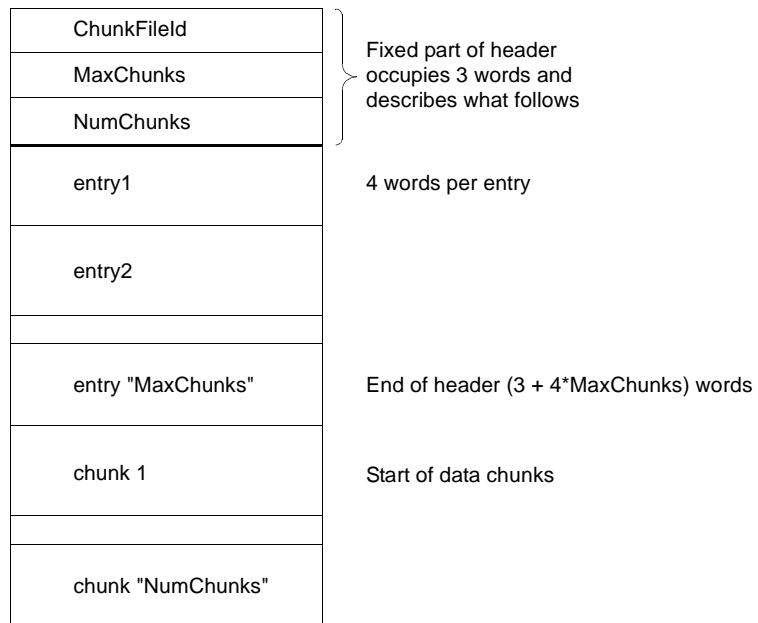 ChunkFileId
MaxChunks
NumChunks
Fixed part of header
occupies 3 words and
describes what follows
entry1
4 words per entry
entry2
entry "MaxChunks"
End of header (3 + 4*MaxChunks) words
chunk 1
Start of data chunks
chunk "NumChunks"